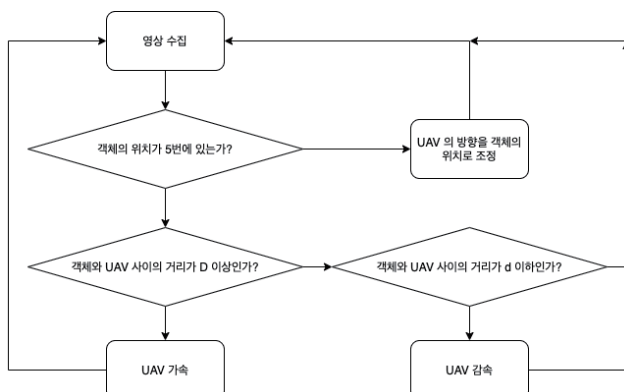 영상 수집
객체의 위치가 5번에 있는가?
UAV 의 방향을 객체의
위치로 조정
객체와 UAV 사이의 거리가 D 이상인가?
객체와 UAV 사이의 거리가 d 이하인가?
UAV 가속
UAV 감속